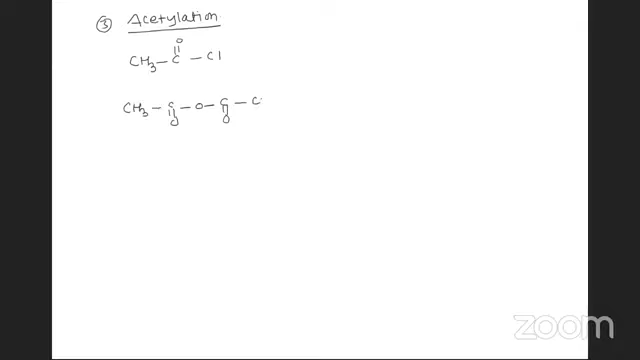 ③ Acetylation
O
CH₃ — C — Cl
CH₃ — C — O — C — C
O O
zoom